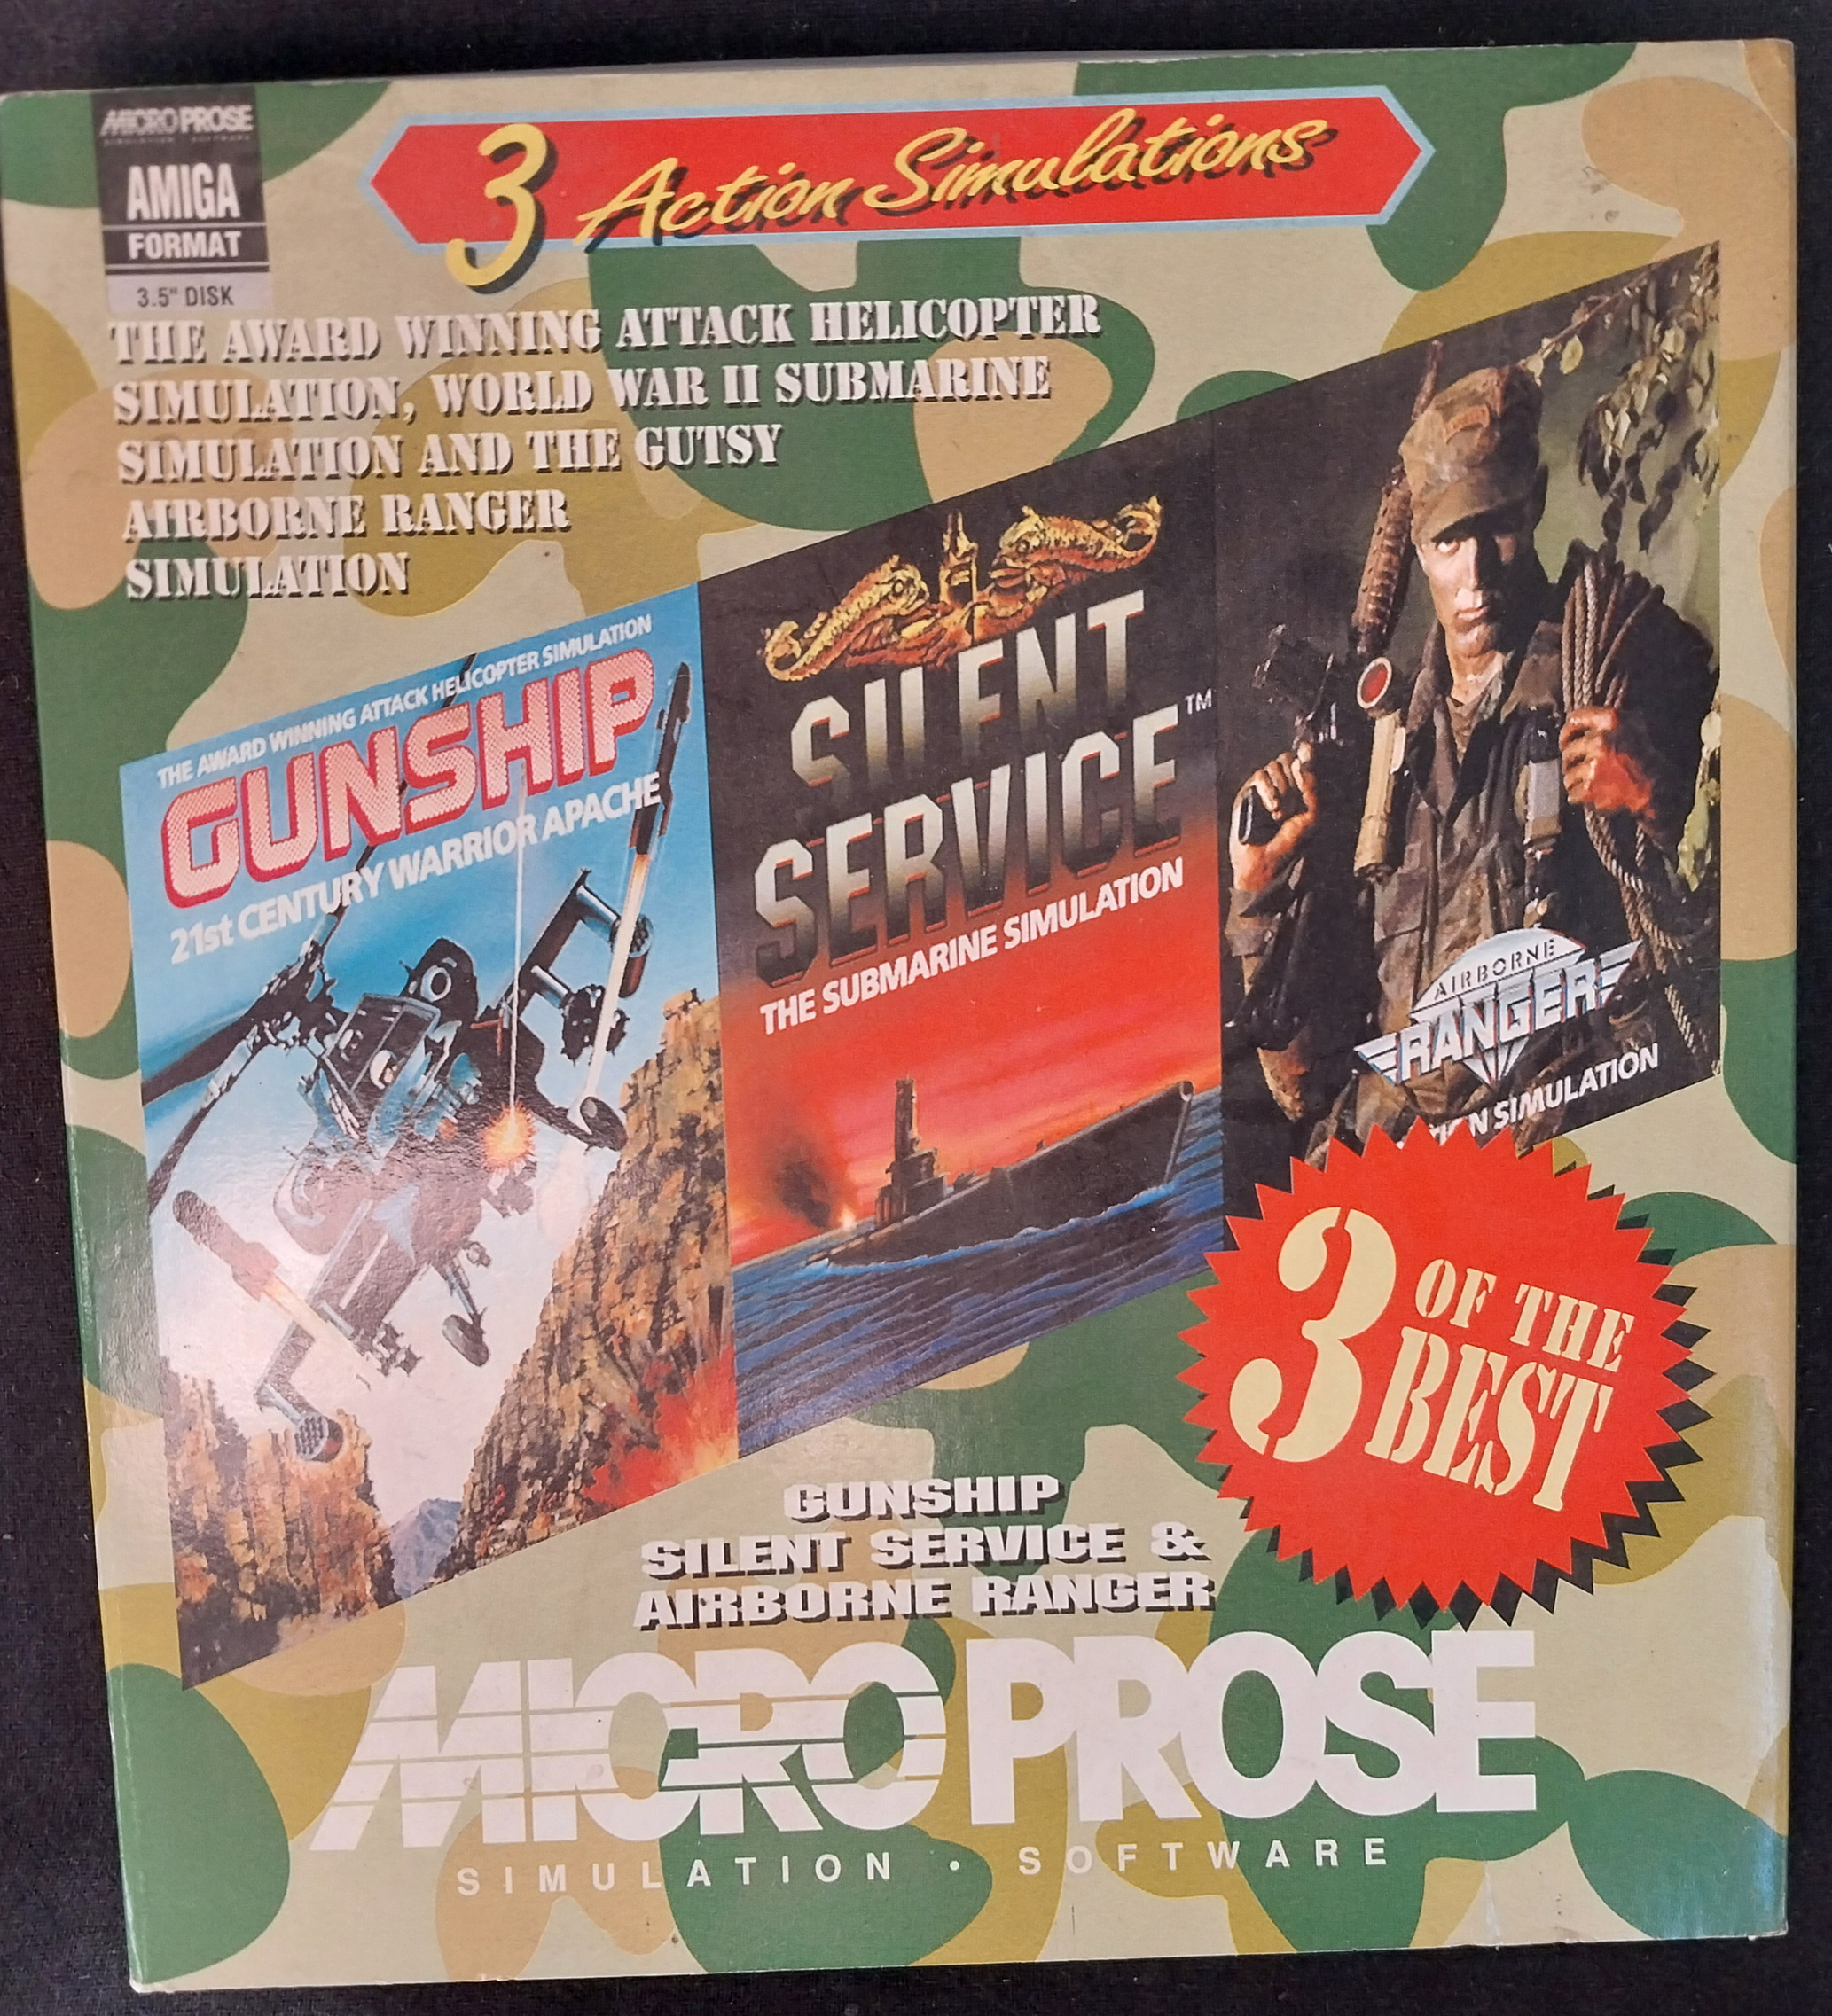 MICRO PROSE
SIMULATION · SOFTWARE
AMIGA
FORMAT
3.5" DISK
3 Action Simulations
THE AWARD WINNING ATTACK HELICOPTER
SIMULATION, WORLD WAR II SUBMARINE
SIMULATION AND THE GUTSY
AIRBORNE RANGER
SIMULATION
THE AWARD WINNING ATTACK HELICOPTER SIMULATION
GUNSHIP
21st CENTURY WARRIOR APACHE
SILENT
SERVICE™
THE SUBMARINE SIMULATION
AIRBORNE
RANGER
SIMULATION
3 OF THE
BEST
GUNSHIP
SILENT SERVICE &
AIRBORNE RANGER
MICRO PROSE
SIMULATION · SOFTWARE